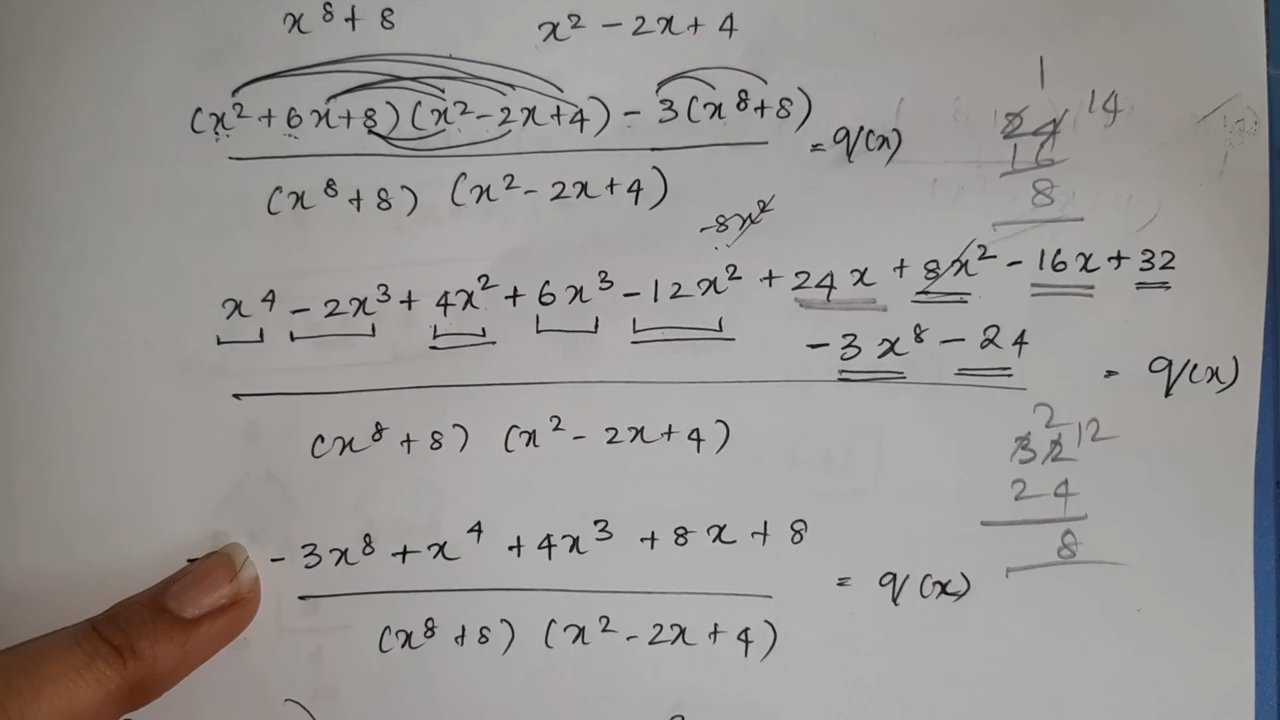 x⁸ + 8    x² - 2x + 4
(x² + 6x + 8)(x² - 2x + 4) - 3(x⁸ + 8)
= q(x)
(x⁸ + 8) (x² - 2x + 4)
1
24 14
16
8
-8x²
x⁴ - 2x³ + 4x² + 6x³ - 12x² + 24x + 8x² - 16x + 32
- 3x⁸ - 24
= q(x)
(x⁸ + 8) (x² - 2x + 4)
2
32 12
24
8
- 3x⁸ + x⁴ + 4x³ + 8x + 8
= q(x)
(x⁸ + 8) (x² - 2x + 4)